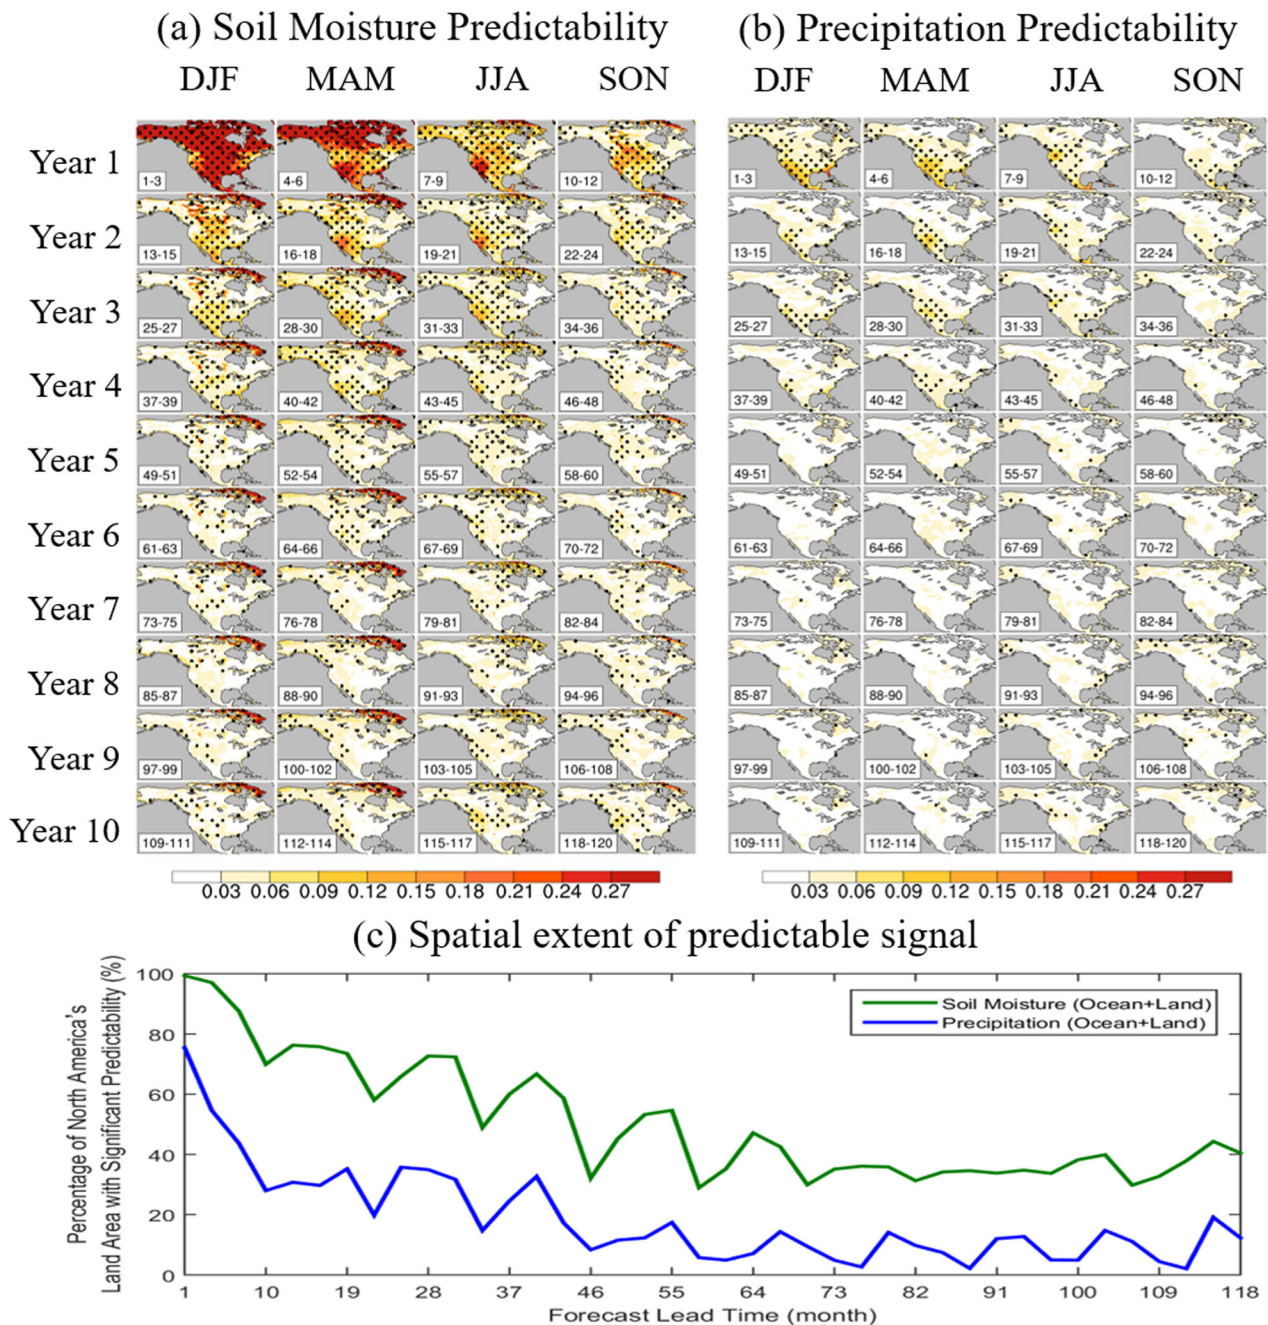 (a) Soil Moisture Predictability (b) Precipitation Predictability
DJF MAM JJA SON DJF MAM JJA SON
Year 1 1-3 4-6 7-9 10-12 1-3 4-6 7-9 10-12
Year 2 13-15 16-18 19-21 22-24 13-15 16-18 19-21 22-24
Year 3 25-27 28-30 31-33 34-36 25-27 28-30 31-33 34-36
Year 4 37-39 40-42 43-45 46-48 37-39 40-42 43-45 46-48
Year 5 49-51 52-54 55-57 58-60 49-51 52-54 55-57 58-60
Year 6 61-63 64-66 67-69 70-72 61-63 64-66 67-69 70-72
Year 7 73-75 76-78 79-81 82-84 73-75 76-78 79-81 82-84
Year 8 85-87 88-90 91-93 94-96 85-87 88-90 91-93 94-96
Year 9 97-99 100-102 103-105 106-108 97-99 100-102 103-105 106-108
Year 10 109-111 112-114 115-117 118-120 109-111 112-114 115-117 118-120
0.03 0.06 0.09 0.12 0.15 0.18 0.21 0.24 0.27 0.03 0.06 0.09 0.12 0.15 0.18 0.21 0.24 0.27
(c) Spatial extent of predictable signal
Percentage of North America's
Land Area with Significant Predictability (%)
100
80
60
40
20
0
Soil Moisture (Ocean+Land)
Precipitation (Ocean+Land)
1 10 19 28 37 46 55 64 73 82 91 100 109 118
Forecast Lead Time (month)